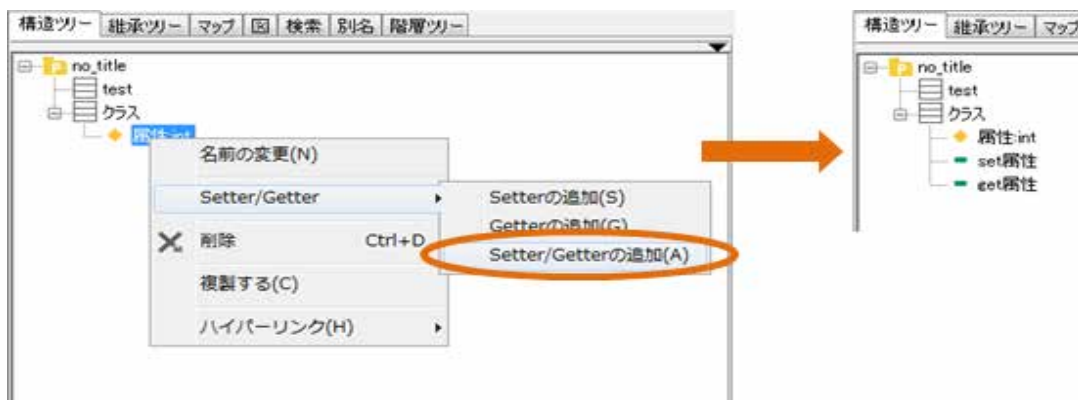 構造ツリー 継承ツリー マップ 図 検索 別名 階層ツリー
no_title
test
クラス
属性:int
名前の変更(N)
Setter/Getter
削除 Ctrl+D
複製する(C)
ハイパーリンク(H)
Setterの追加(S)
Getterの追加(G)
Setter/Getterの追加(A)
構造ツリー 継承ツリー マップ
no_title
test
クラス
属性:int
set属性
get属性